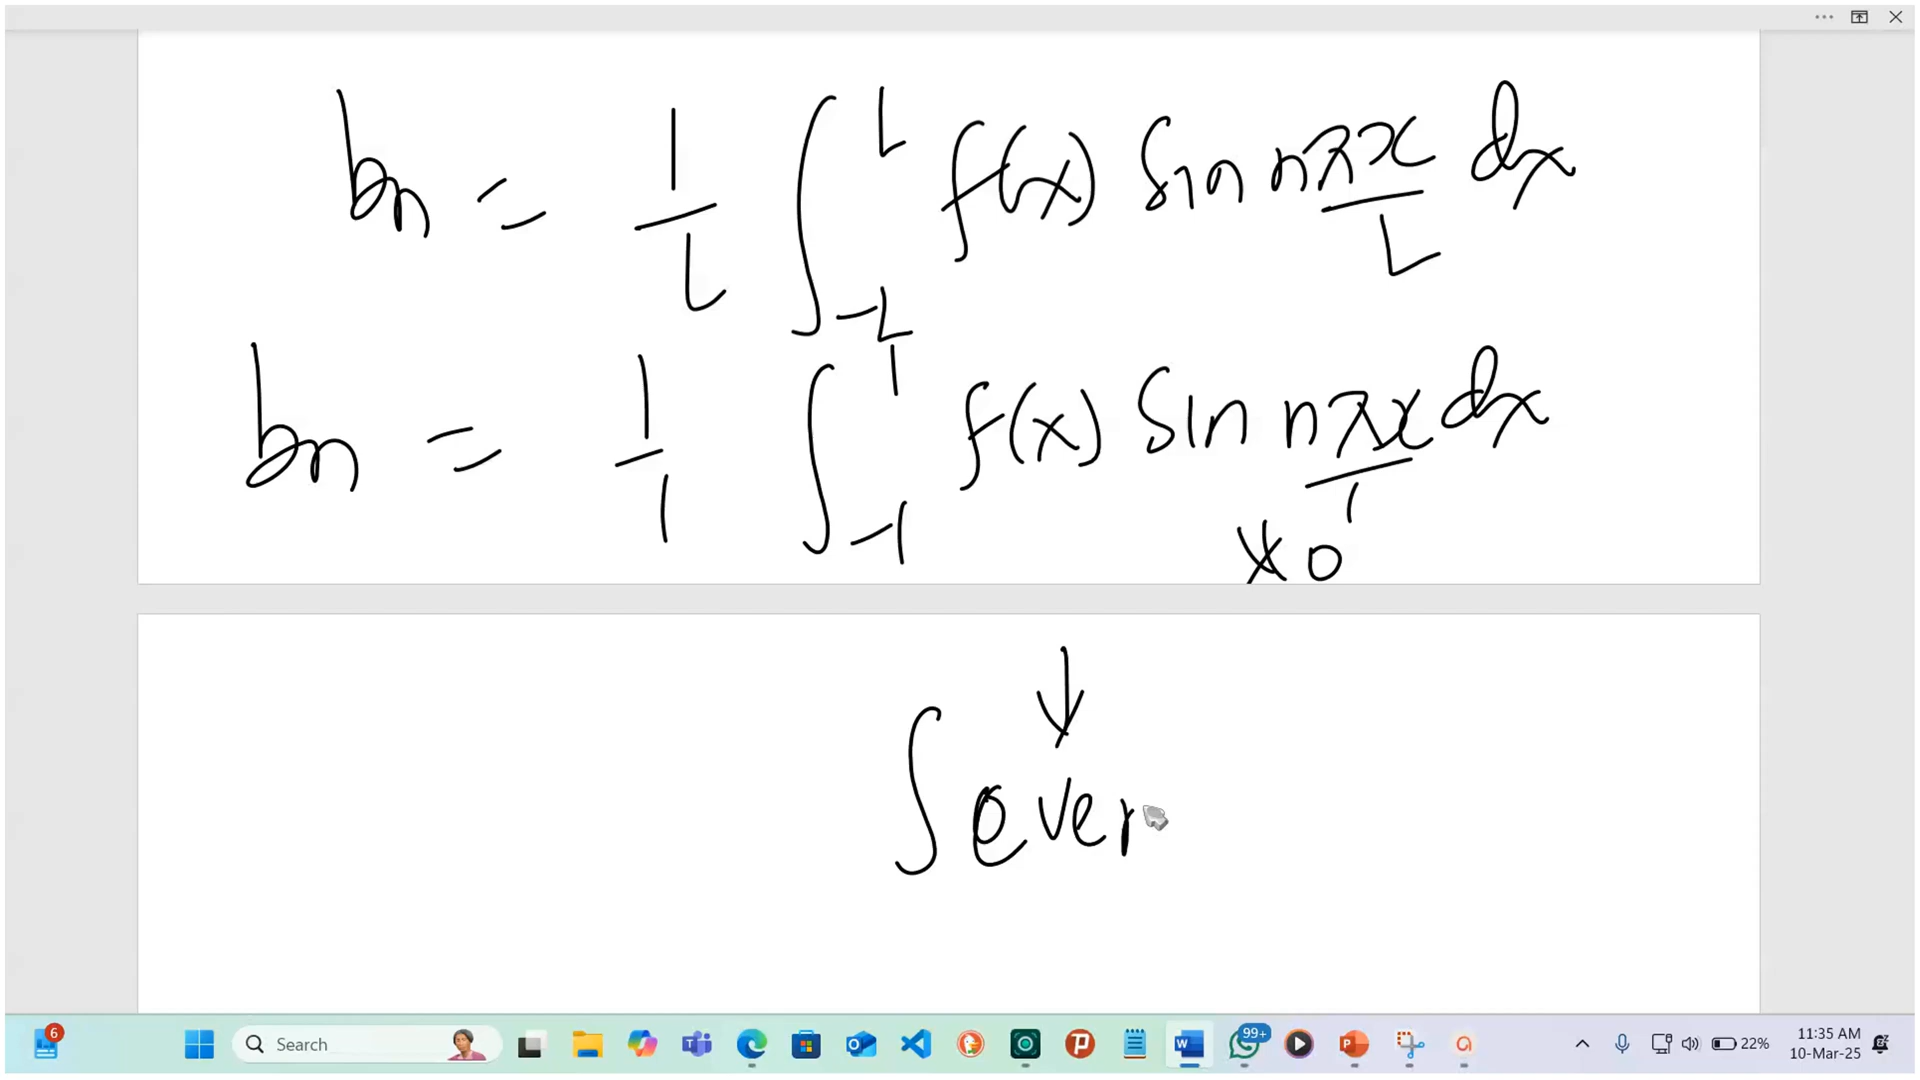 bn = 1/L ∫_{-L}^{L} f(x) Sin nπx/L dx
bn = 1/1 ∫_{-1}^{1} f(x) Sin nπx/1 dx
0
↓
∫ even
6
Search
99+
22%
11:35 AM
10-Mar-25